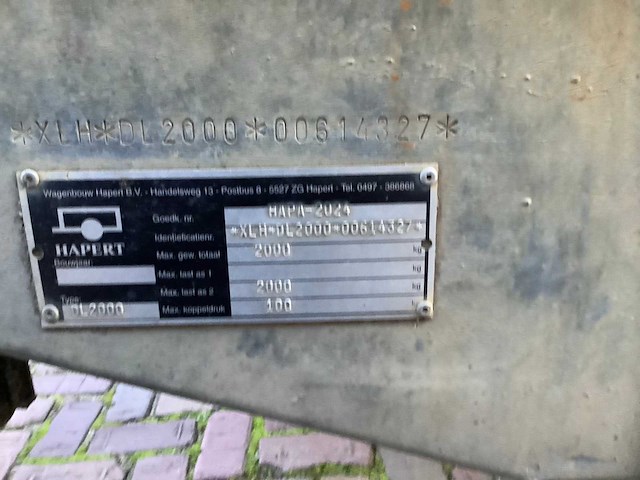 *XLH*DL2000*00614327*
Wagenbouw Hapert B.V. - Handelsweg 13 - Postbus 8 - 5527 ZG Hapert - Tel. 0497 - 386868
HAPERT
Bouwjaar:
Type:
DL2000
Goedk. nr. HAPA-2024
Identificatienr. *XLH*DL2000*00614327*
Max. gew. totaal 2000 kg
Max. last as 1 kg
Max. last as 2 2000 kg
Max. koppeldruk 100 kg